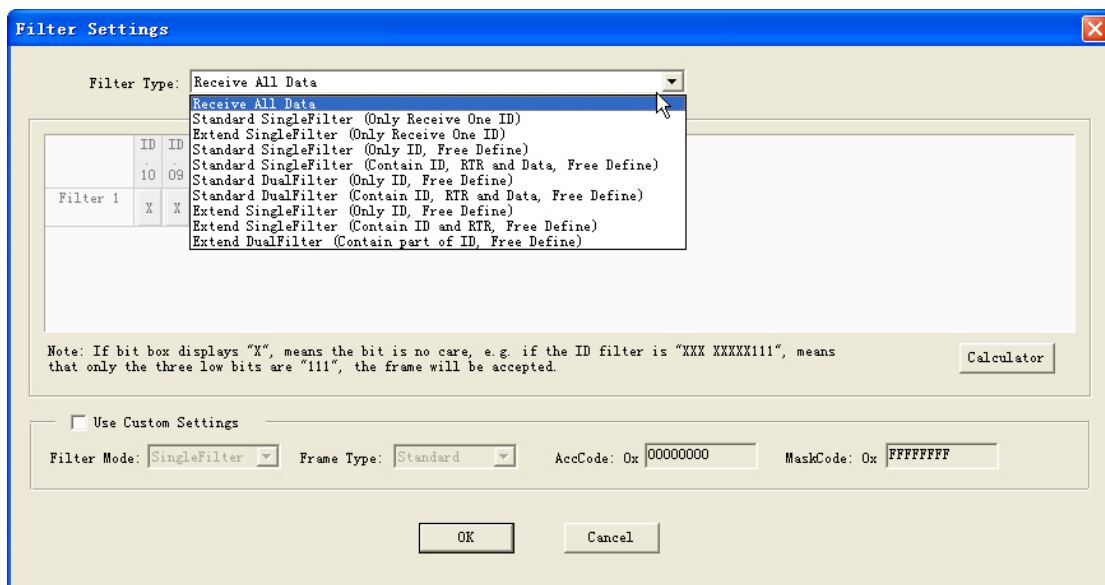 Filter Settings
Filter Type: Receive All Data
Receive All Data
Standard SingleFilter (Only Receive One ID)
Extend SingleFilter (Only Receive One ID)
Standard SingleFilter (Only ID, Free Define)
Standard SingleFilter (Contain ID, RTR and Data, Free Define)
Standard DualFilter (Only ID, Free Define)
Standard DualFilter (Contain ID, RTR and Data, Free Define)
Extend SingleFilter (Only ID, Free Define)
Extend SingleFilter (Contain ID and RTR, Free Define)
Extend DualFilter (Contain part of ID, Free Define)
ID ID
. .
10 09
Filter 1 X X
Note: If bit box displays "X", means the bit is no care, e.g. if the ID filter is "XXX XXXXX111", means
that only the three low bits are "111", the frame will be accepted.
Calculator
Use Custom Settings
Filter Mode: SingleFilter Frame Type: Standard AccCode: 0x 00000000 MaskCode: 0x FFFFFFFF
OK Cancel